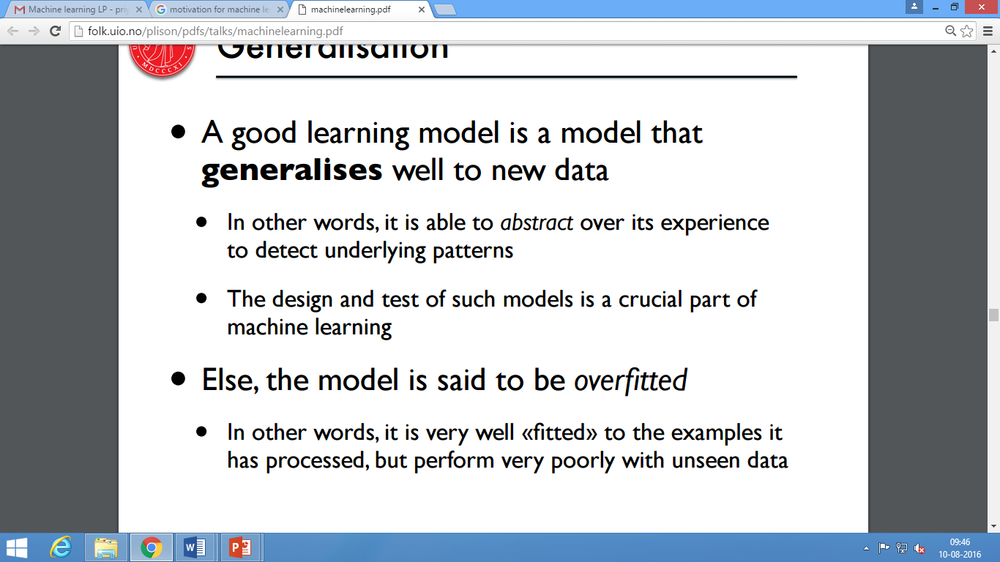 Machine learning LP - priy
motivation for machine le
machinelearning.pdf
folk.uio.no/plison/pdfs/talks/machinelearning.pdf
MDCCCXI
Generalisation
A good learning model is a model that
generalises well to new data
In other words, it is able to abstract over its experience
to detect underlying patterns
The design and test of such models is a crucial part of
machine learning
Else, the model is said to be overfitted
In other words, it is very well «fitted» to the examples it
has processed, but perform very poorly with unseen data
09:46
10-08-2016